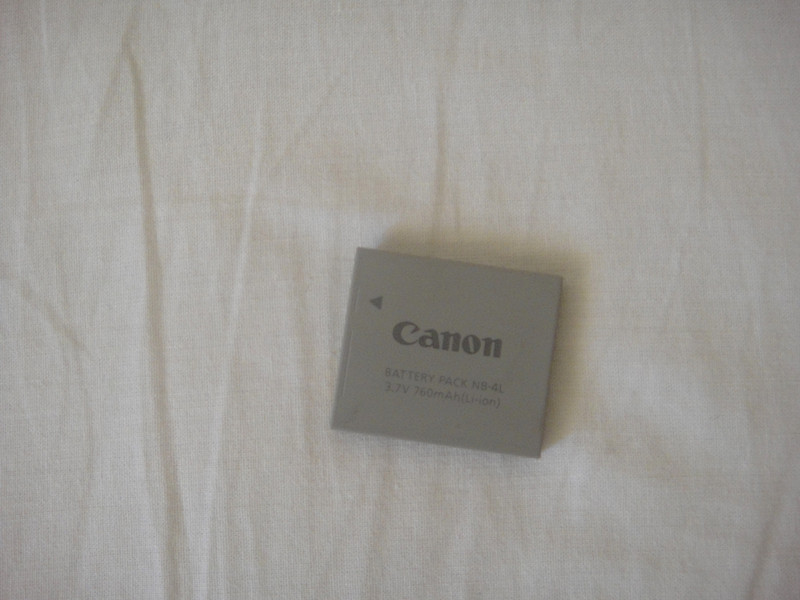 Canon
BATTERY PACK NB-4L
3.7V 760mAh(Li-ion)